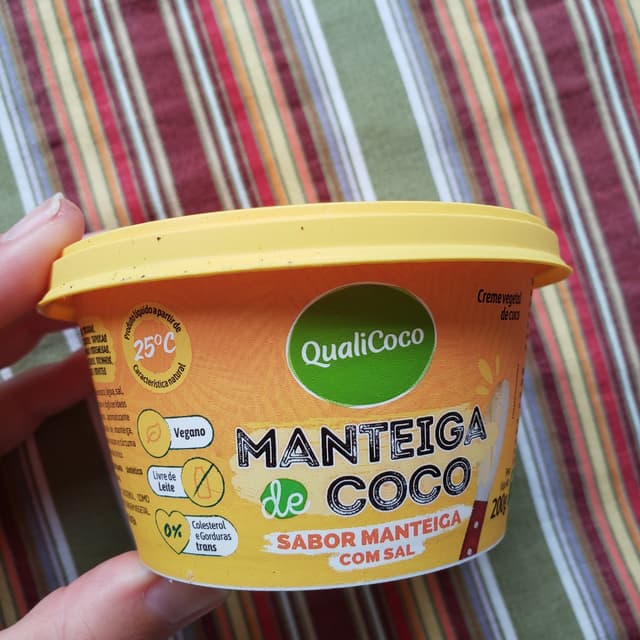 QualiCoco
Creme vegetal
de coco
Produto líquido a partir de
25°C
Característica natural
Vegano
Livre de
Leite
0%
Colesterol
e Gorduras
trans
MANTEIGA
de COCO
SABOR MANTEIGA
COM SAL
200g